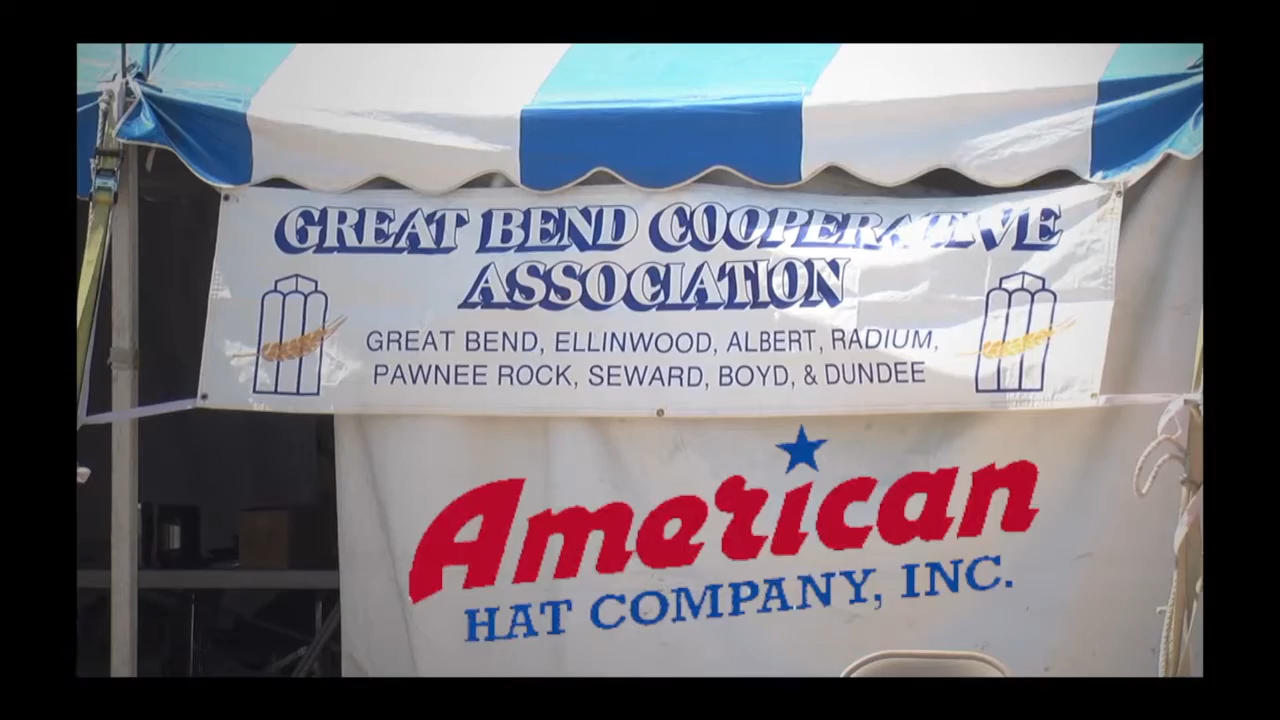 GREAT BEND COOPERATIVE
ASSOCIATION
GREAT BEND, ELLINWOOD, ALBERT, RADIUM,
PAWNEE ROCK, SEWARD, BOYD, & DUNDEE
American
HAT COMPANY, INC.